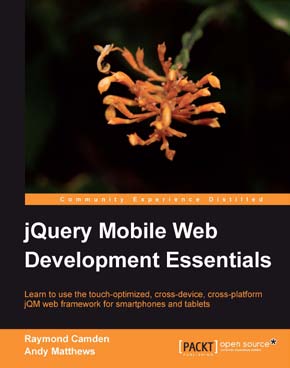 Community Experience Distilled
jQuery Mobile Web
Development Essentials
Learn to use the touch-optimized, cross-device, cross-platform
jQM web framework for smartphones and tablets
Raymond Camden
Andy Matthews
[PACKT]
PUBLISHING
open source*